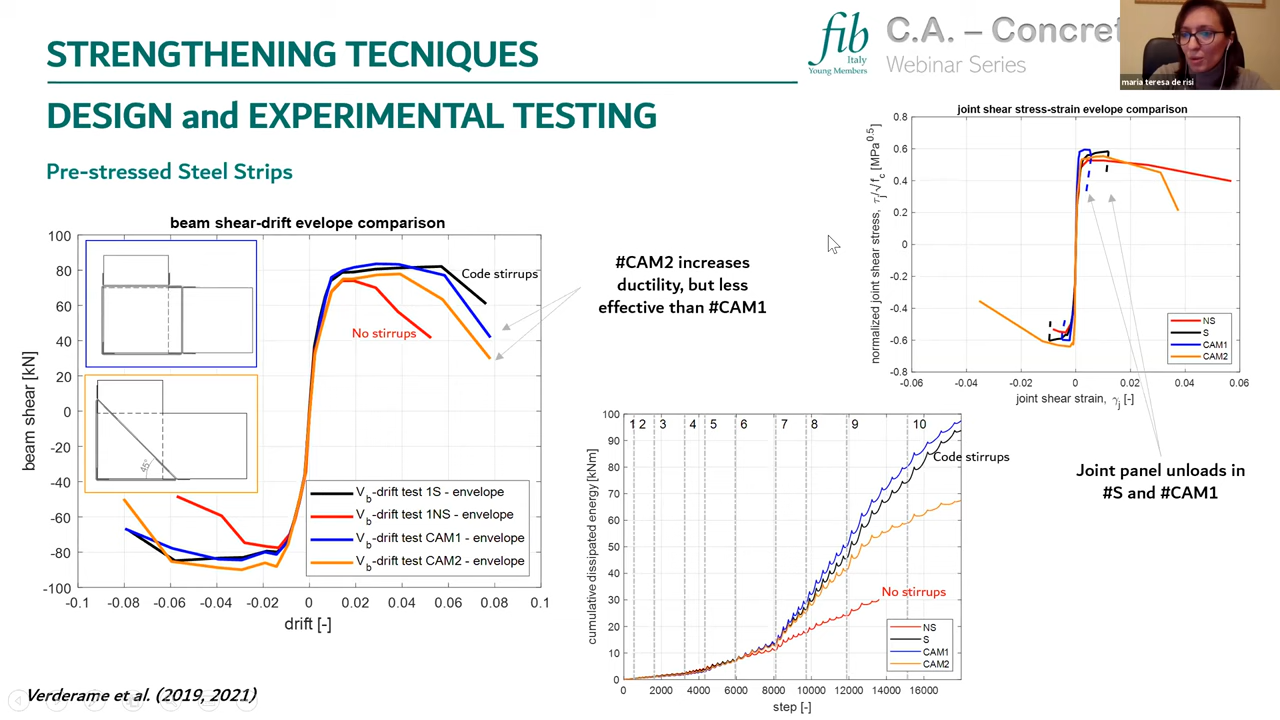 STRENGTHENING TECNIQUES
DESIGN and EXPERIMENTAL TESTING
Pre-stressed Steel Strips
fib
Italy
Young Members
C.A. – Concret
Webinar Series
maria teresa de risi
beam shear-drift evelope comparison
100
80
60
40
20
0
-20
-40
-60
-80
-100
beam shear [kN]
-0.1
-0.08
-0.06
-0.04
-0.02
0
0.02
0.04
0.06
0.08
0.1
drift [-]
45°
Code stirrups
No stirrups
Vb-drift test 1S - envelope
Vb-drift test 1NS - envelope
Vb-drift test CAM1 - envelope
Vb-drift test CAM2 - envelope
#CAM2 increases
ductility, but less
effective than #CAM1
joint shear stress-strain evelope comparison
0.8
0.6
0.4
0.2
0
-0.2
-0.4
-0.6
-0.8
normalized joint shear stress, τj/√fc [MPa0.5]
-0.06
-0.04
-0.02
0
0.02
0.04
0.06
joint shear strain, γj [-]
NS
S
CAM1
CAM2
Joint panel unloads in
#S and #CAM1
100
90
80
70
60
50
40
30
20
10
0
cumulative dissipated energy [kNm]
1 2 3 4 5 6 7 8 9 10
Code stirrups
No stirrups
NS
S
CAM1
CAM2
0
2000
4000
6000
8000
10000
12000
14000
16000
step [-]
Verderame et al. (2019, 2021)